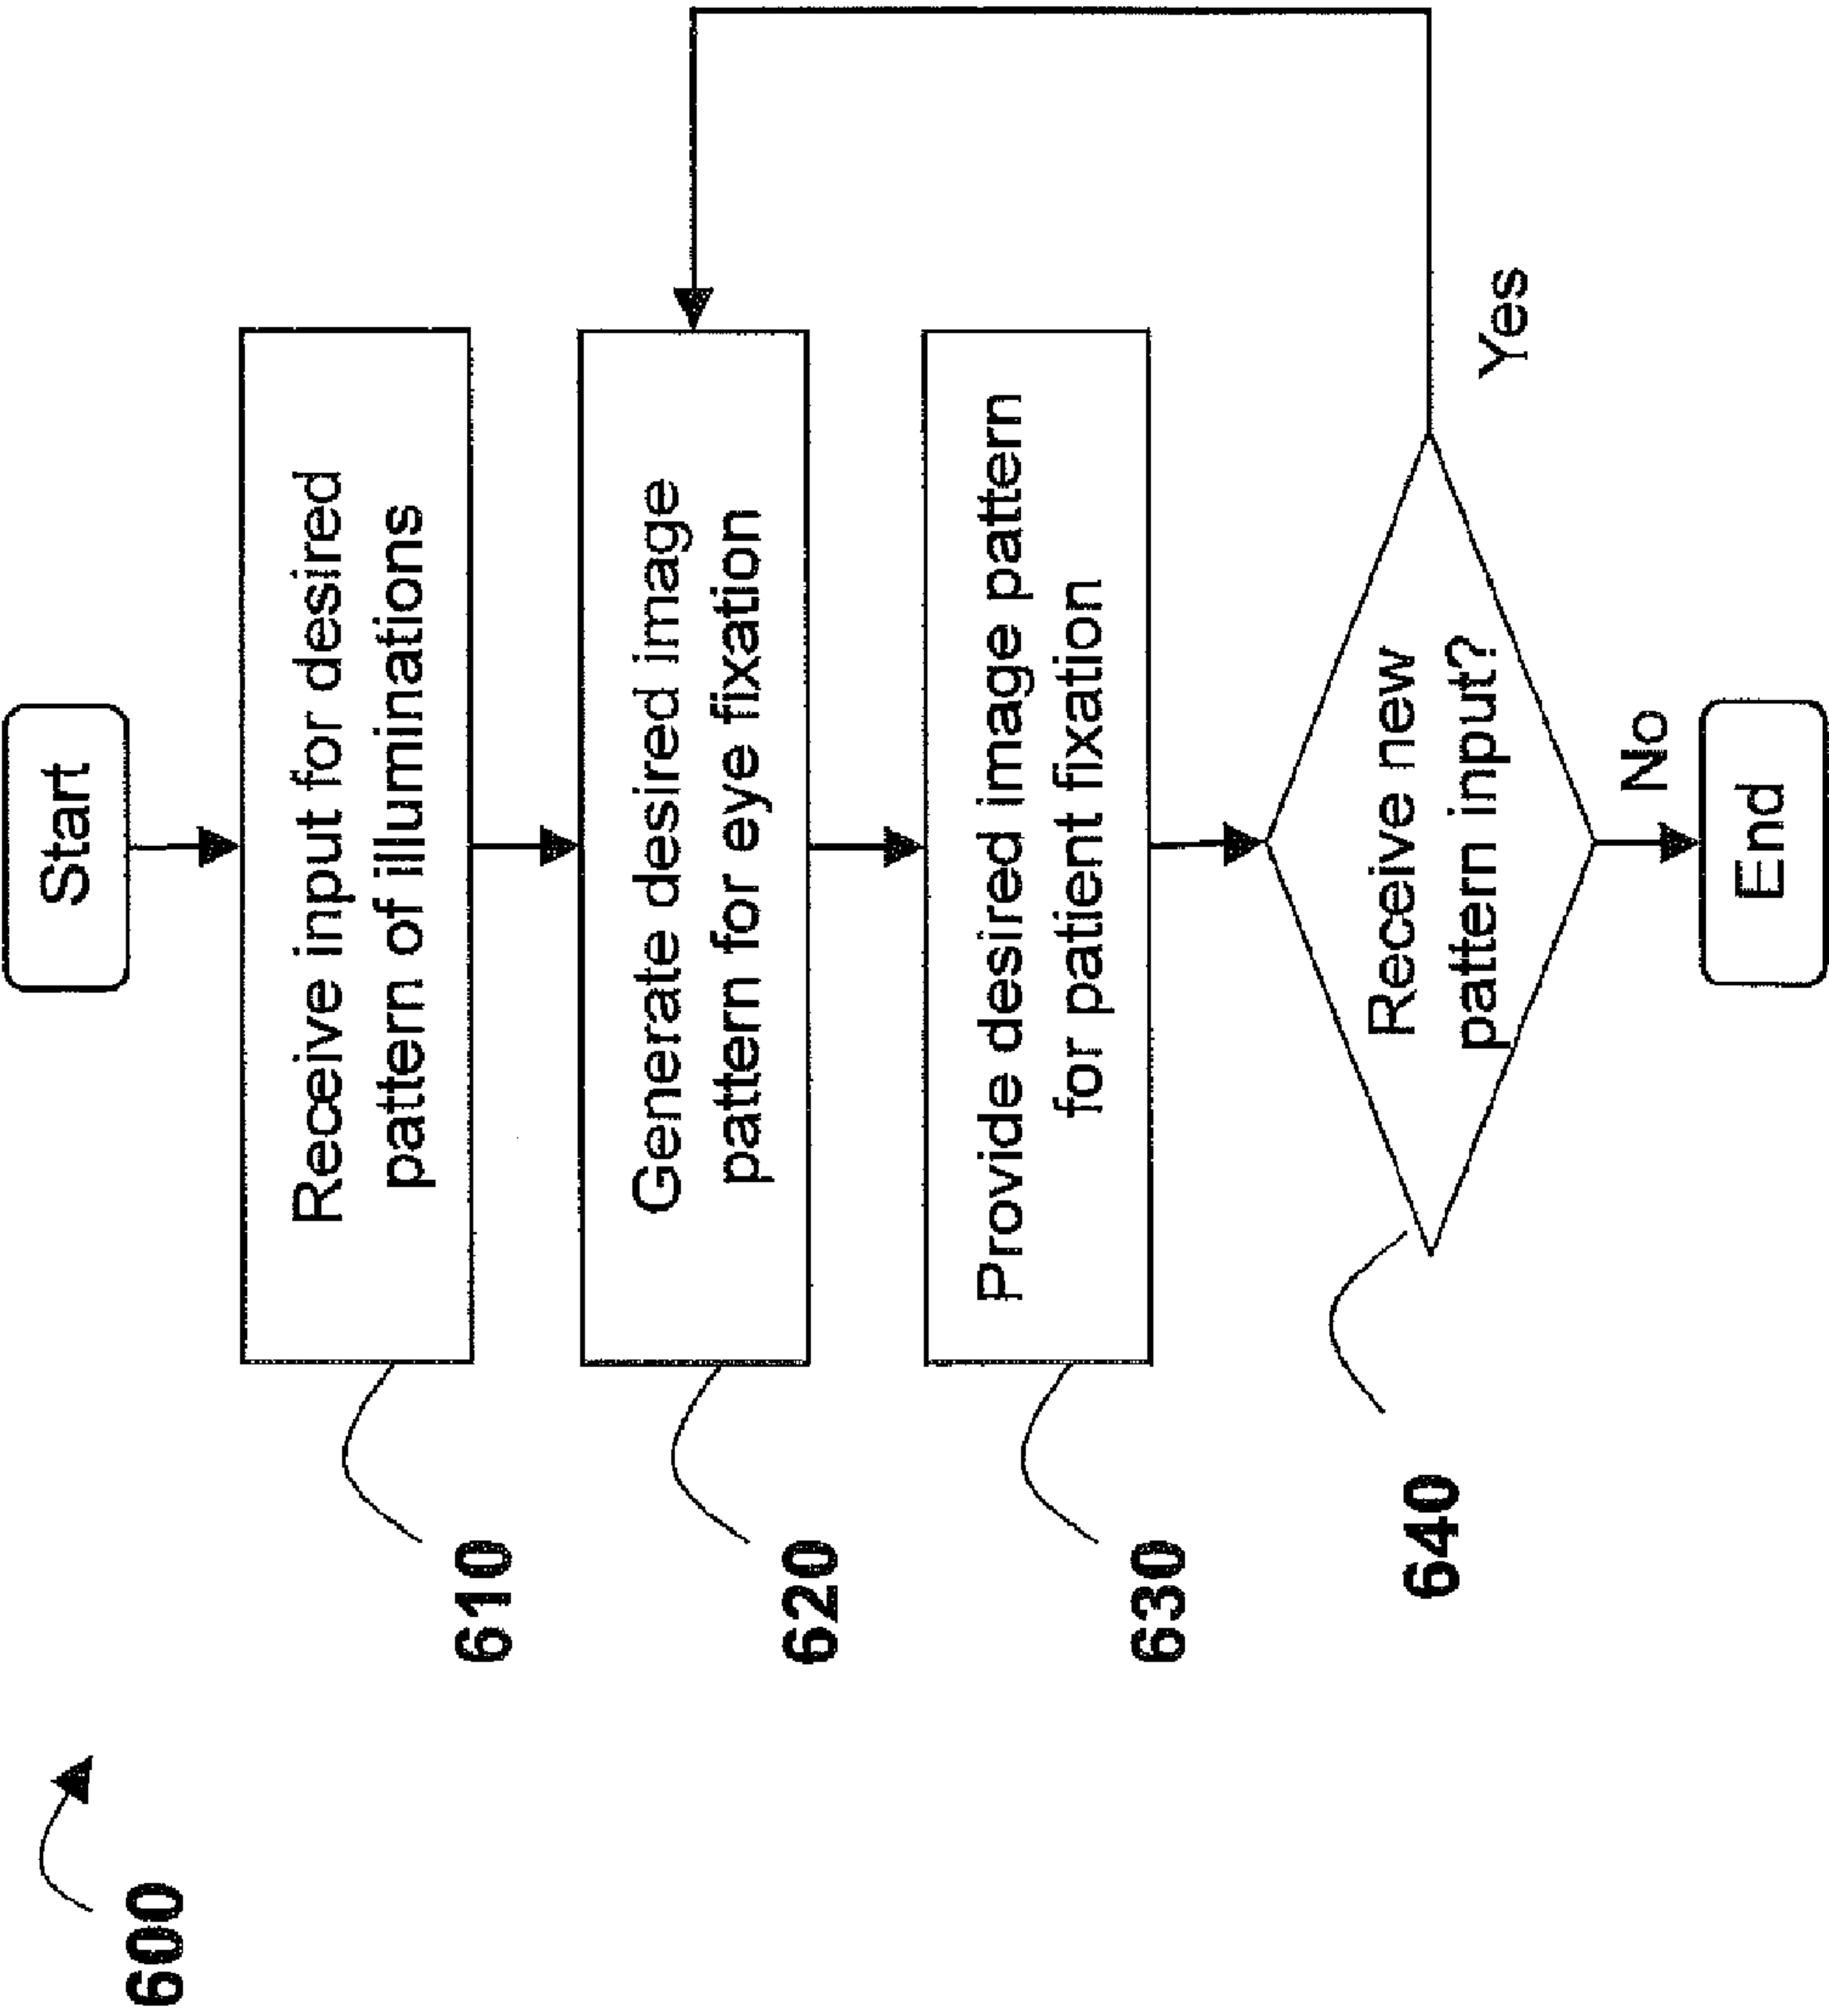 600
Start
610
Receive input for desired
pattern of illuminations
620
Generate desired image
pattern for eye fixation
630
Provide desired image pattern
for patient fixation
640
Receive new
pattern input?
Yes
No
End